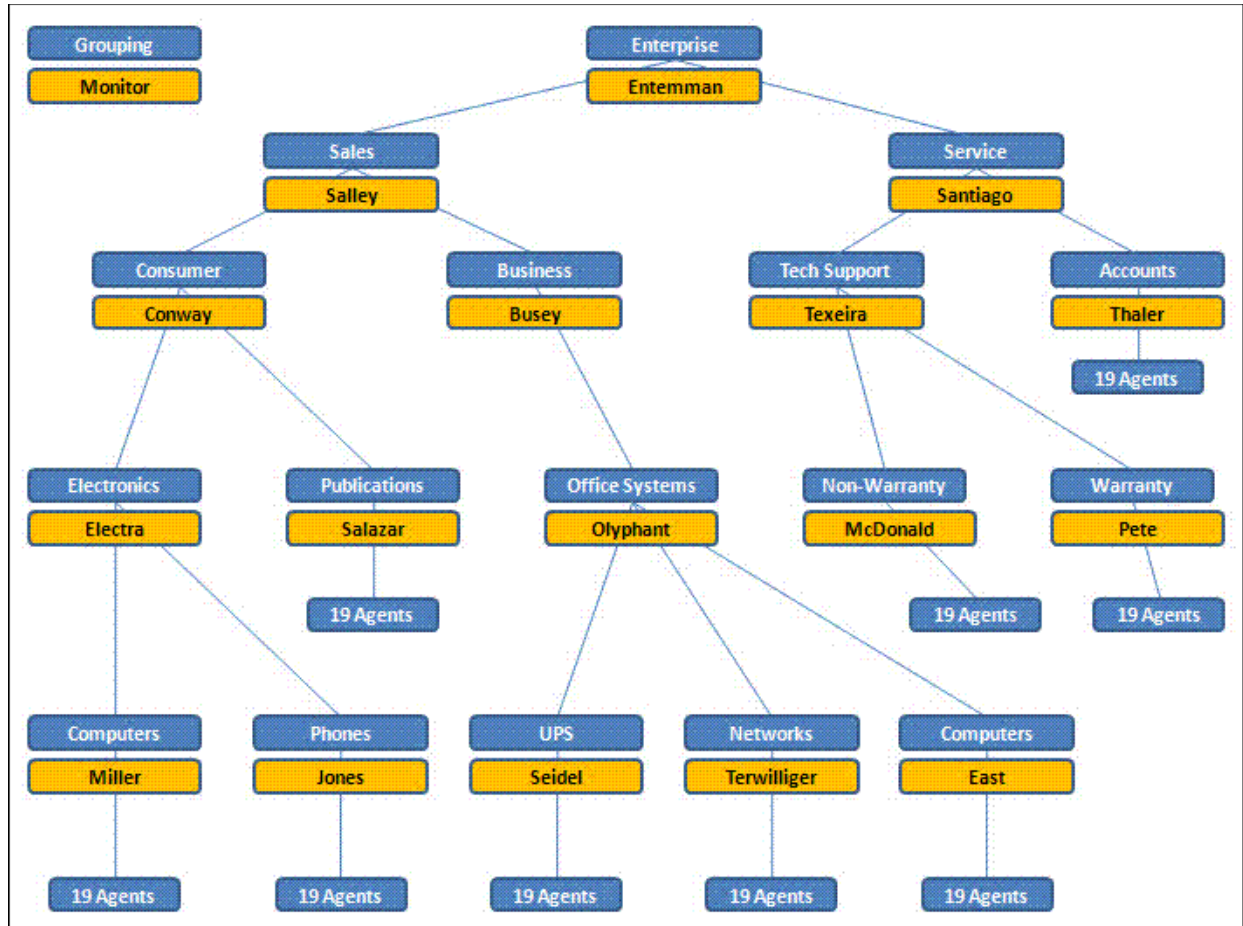 Grouping
Enterprise
Monitor
Entemman
Sales
Service
Salley
Santiago
Consumer
Business
Tech Support
Accounts
Conway
Busey
Texeira
Thaler
19 Agents
Electronics
Publications
Office Systems
Non-Warranty
Warranty
Electra
Salazar
Olyphant
McDonald
Pete
19 Agents
19 Agents
19 Agents
Computers
Phones
UPS
Networks
Computers
Miller
Jones
Seidel
Terwilliger
East
19 Agents
19 Agents
19 Agents
19 Agents
19 Agents